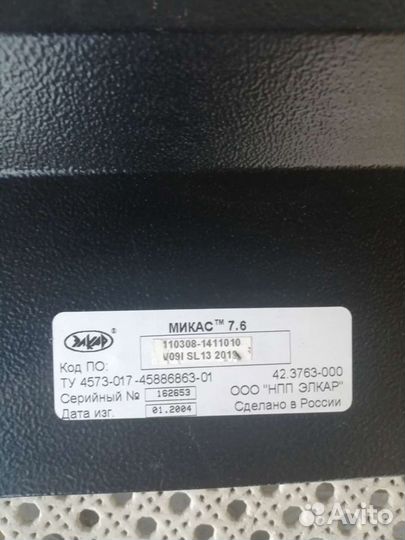 ЭЛКАР ®
МИКАС™ 7.6
110308-1411010
Код ПО: V09I SL13 2019
ТУ 4573-017-45886863-01 42.3763-000
Серийный № 162653 ООО "НПП ЭЛКАР"
Дата изг. 01.2004 Сделано в России
Avito